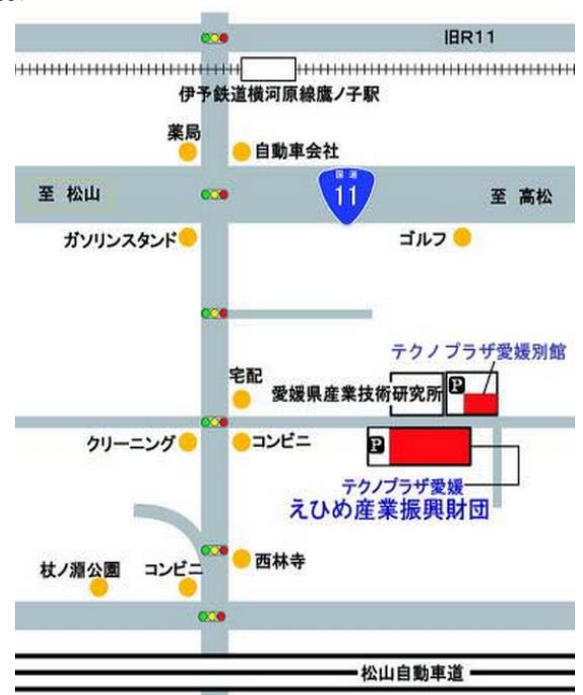 旧R11
伊予鉄道横河原線鷹ノ子駅
薬局
自動車会社
至 松山
国道
11
至 高松
ガソリンスタンド
ゴルフ
テクノプラザ愛媛別館
宅配
愛媛県産業技術研究所
P
クリーニング
コンビニ
P
テクノプラザ愛媛
えひめ産業振興財団
西林寺
杖ノ淵公園
コンビニ
松山自動車道